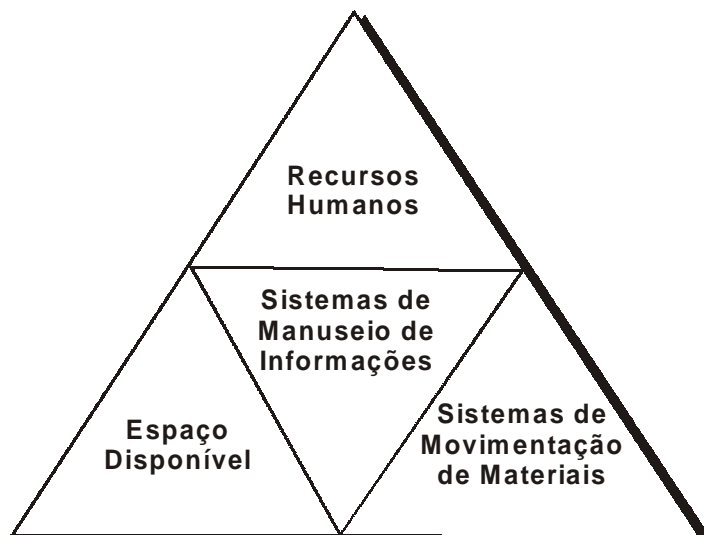 Recursos
Humanos
Sistemas de
Manuseio de
Informações
Espaço
Disponível
Sistemas de
Movimentação
de Materiais